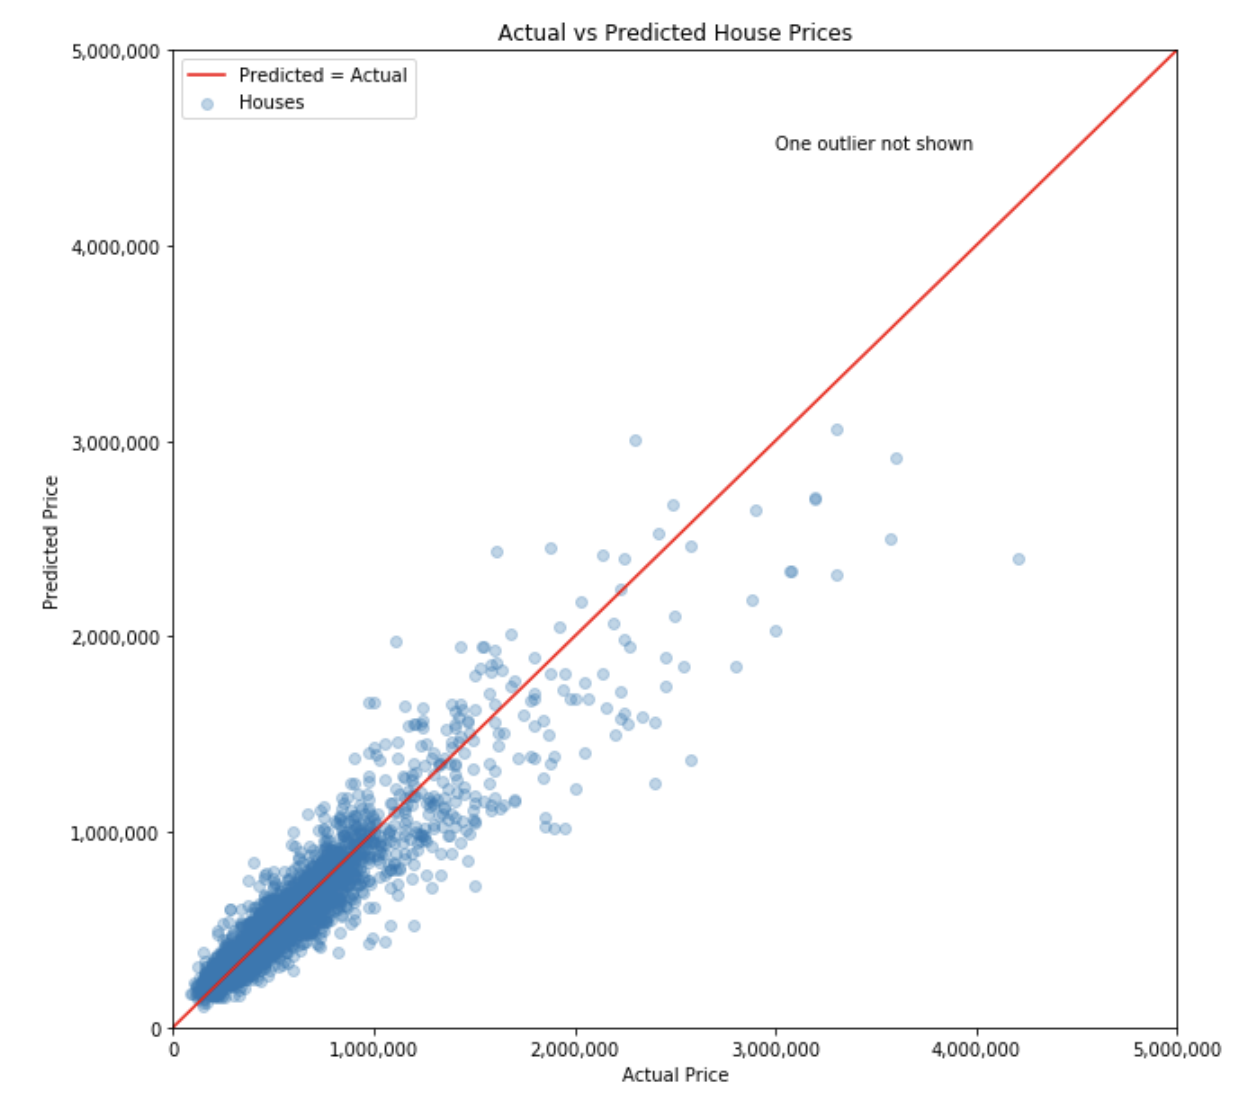 Actual vs Predicted House Prices
5,000,000
Predicted = Actual
Houses
One outlier not shown
4,000,000
3,000,000
Predicted Price
2,000,000
1,000,000
0
0 1,000,000 2,000,000 3,000,000 4,000,000 5,000,000
Actual Price